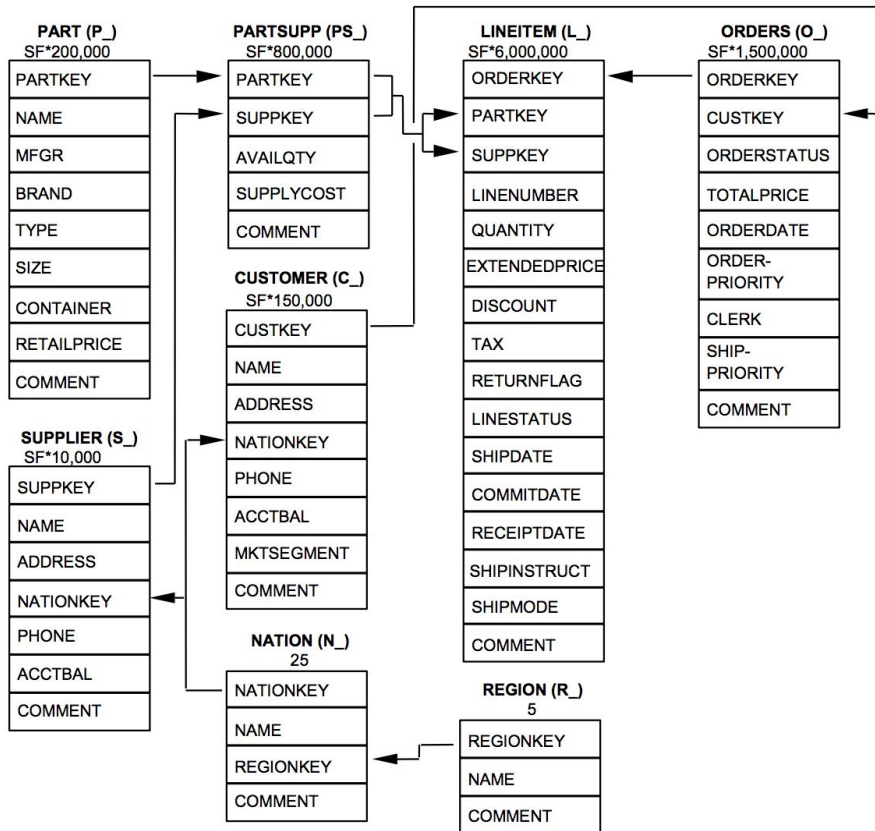 PART (P_)
SF*200,000
PARTKEY
NAME
MFGR
BRAND
TYPE
SIZE
CONTAINER
RETAILPRICE
COMMENT
SUPPLIER (S_)
SF*10,000
SUPPKEY
NAME
ADDRESS
NATIONKEY
PHONE
ACCTBAL
COMMENT
PARTSUPP (PS_)
SF*800,000
PARTKEY
SUPPKEY
AVAILQTY
SUPPLYCOST
COMMENT
CUSTOMER (C_)
SF*150,000
CUSTKEY
NAME
ADDRESS
NATIONKEY
PHONE
ACCTBAL
MKTSEGMENT
COMMENT
NATION (N_)
25
NATIONKEY
NAME
REGIONKEY
COMMENT
LINEITEM (L_)
SF*6,000,000
ORDERKEY
PARTKEY
SUPPKEY
LINENUMBER
QUANTITY
EXTENDEDPRICE
DISCOUNT
TAX
RETURNFLAG
LINESTATUS
SHIPDATE
COMMITDATE
RECEIPTDATE
SHIPINSTRUCT
SHIPMODE
COMMENT
REGION (R_)
5
REGIONKEY
NAME
COMMENT
ORDERS (O_)
SF*1,500,000
ORDERKEY
CUSTKEY
ORDERSTATUS
TOTALPRICE
ORDERDATE
ORDER-
PRIORITY
CLERK
SHIP-
PRIORITY
COMMENT